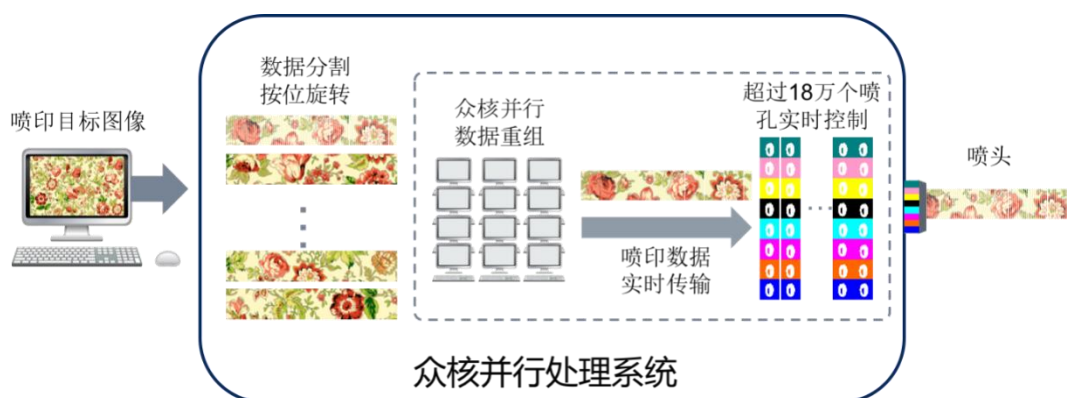 喷印目标图像
数据分割
按位旋转
众核并行
数据重组
喷印数据
实时传输
超过18万个喷
孔实时控制
喷头
众核并行处理系统